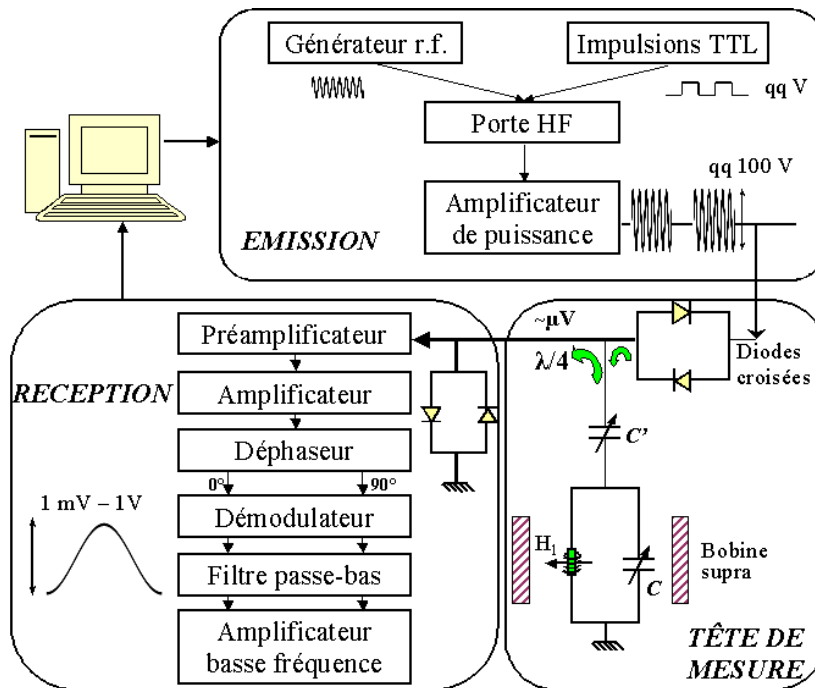 Générateur r.f.
Impulsions TTL
qq V
Porte HF
qq 100 V
Amplificateur
de puissance
EMISSION
Préamplificateur
~µV
λ/4
Diodes
croisées
RECEPTION
Amplificateur
Déphaseur
C'
0°
90°
1 mV – 1V
Démodulateur
H1
Bobine
supra
Filtre passe-bas
C
Amplificateur
basse fréquence
TÊTE DE
MESURE